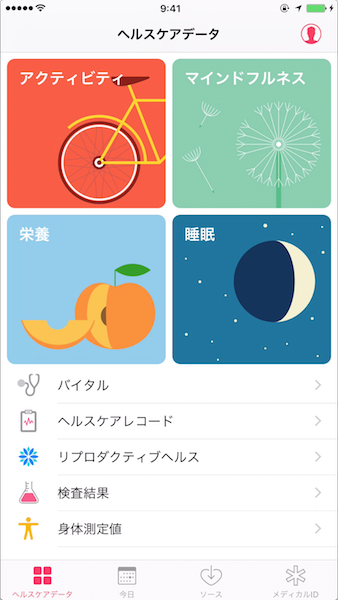 9:41
ヘルスケアデータ
アクティビティ
マインドフルネス
栄養
睡眠
バイタル
ヘルスケアレコード
リプロダクティブヘルス
検査結果
身体測定値
ヘルスケアデータ
今日
ソース
メディカルID